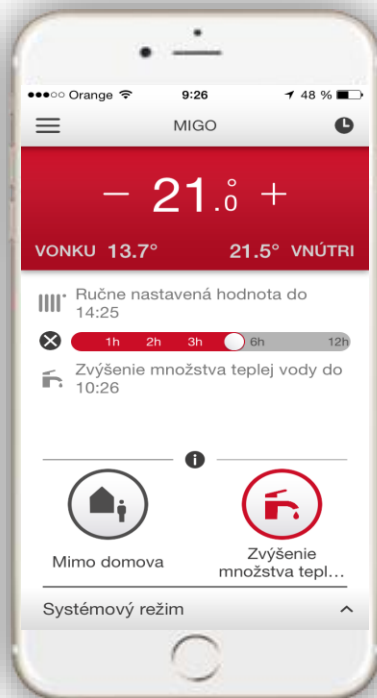 Orange 9:26 48 %
MIGO
− 21.0° +
VONKU 13.7° 21.5° VNÚTRI
Ručne nastavená hodnota do
14:25
1h 2h 3h 6h 12h
Zvýšenie množstva teplej vody do
10:26
Mimo domova
Zvýšenie
množstva tepl...
Systémový režim